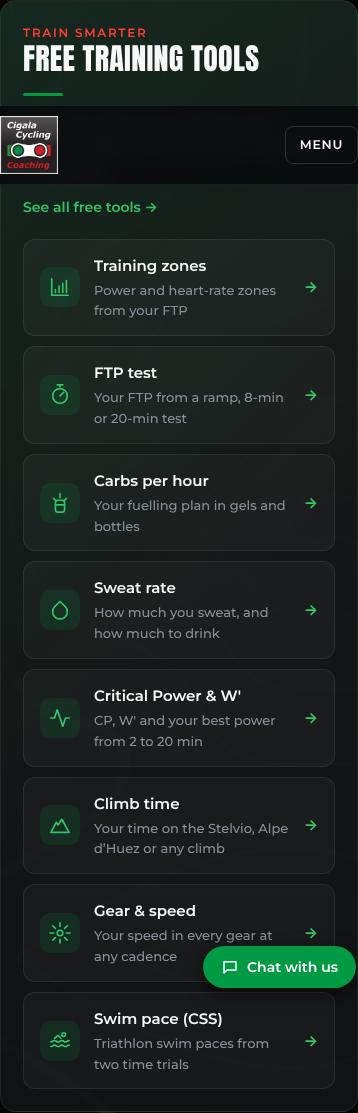 TRAIN SMARTER
FREE TRAINING TOOLS
Cigala
Cycling
Coaching
MENU
See all free tools →
Training zones
Power and heart-rate zones
from your FTP
FTP test
Your FTP from a ramp, 8-min
or 20-min test
Carbs per hour
Your fuelling plan in gels and
bottles
Sweat rate
How much you sweat, and
how much to drink
Critical Power & W'
CP, W' and your best power
from 2 to 20 min
Climb time
Your time on the Stelvio, Alpe
d’Huez or any climb
Gear & speed
Your speed in every gear at
any cadence
Chat with us
Swim pace (CSS)
Triathlon swim paces from
two time trials